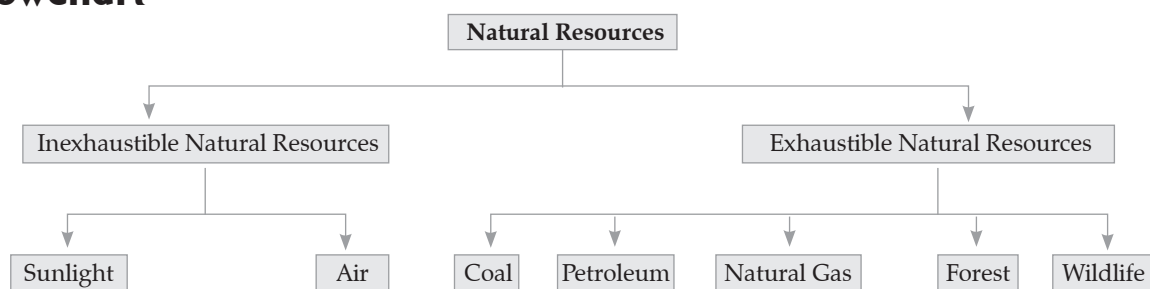 Natural Resources
Inexhaustible Natural Resources
Exhaustible Natural Resources
Sunlight
Air
Coal
Petroleum
Natural Gas
Forest
Wildlife